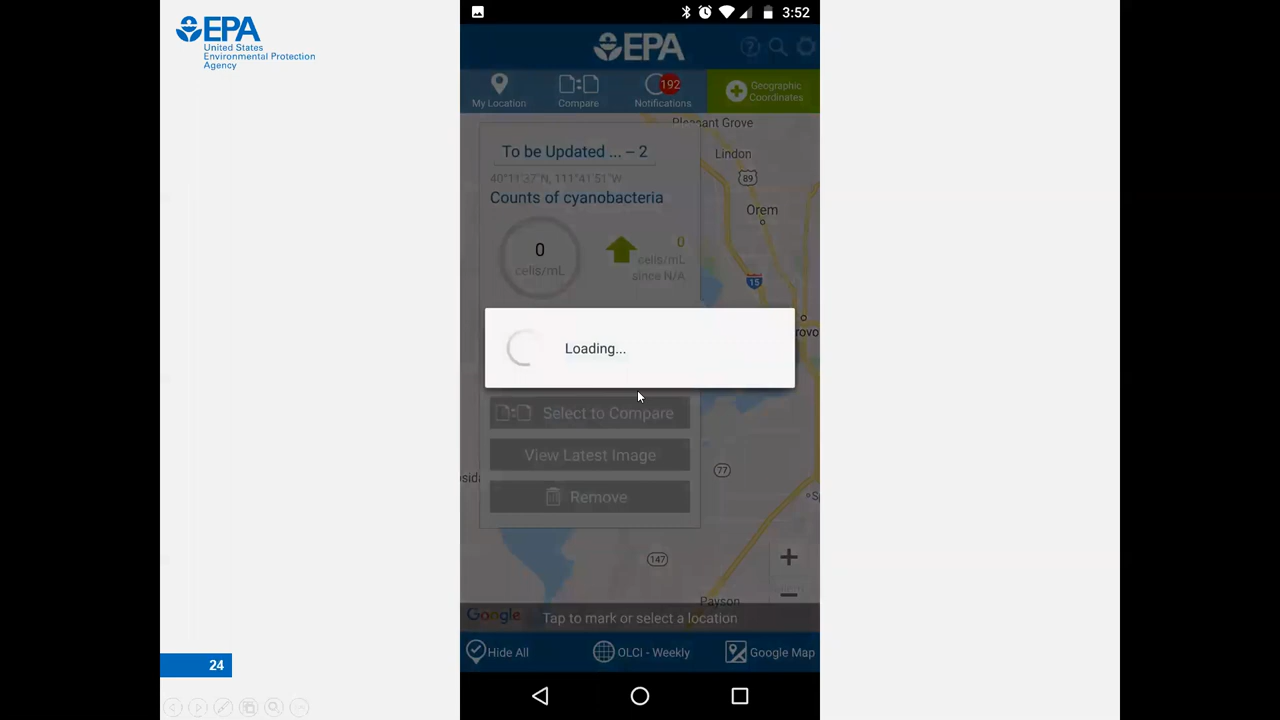 EPA
United States
Environmental Protection
Agency
3:52
EPA
?
My Location
Compare
192
Notifications
Geographic
Coordinates
Pleasant Grove
To be Updated ... – 2
Lindon
40°11'37"N, 111°41'51"W
89
Counts of cyanobacteria
Orem
0
cells/mL
0
cells/mL
since N/A
15
rovo
Loading...
Select to Compare
View Latest Image
77
Remove
147
Payson
Google
Tap to mark or select a location
Hide All
OLCI - Weekly
Google Map
24